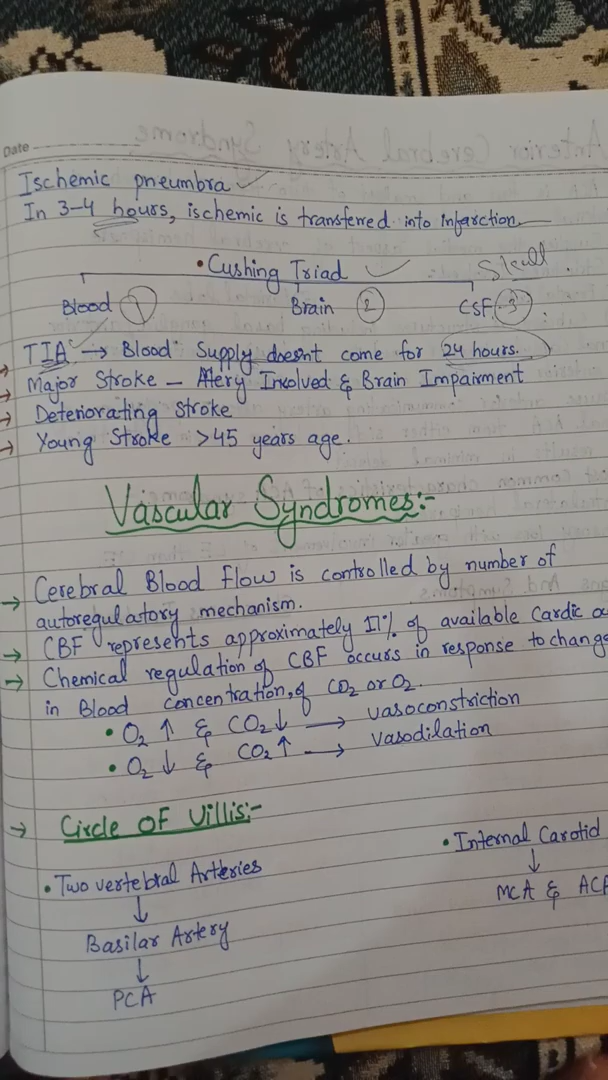 Date
Ischemic pneumbra
In 3-4 hours, ischemic is transferred into Infarction
• Cushing Triad Skull.
Blood 1 Brain 2 CSF 3
TIA → Blood Supply doesn't come for 24 hours.
→ Major Stroke – Atery Involved & Brain Impairment
→ Deteriorating Stroke
→ Young Stroke >45 years age.
Vascular Syndromes:-
→ Cerebral Blood Flow is controlled by number of
autoregulatory mechanism.
→ CBF represents approximately 17% of available Cardic
→ Chemical regulation of CBF occurs in response to change
in Blood concentration of CO2 or O2.
• O2 ↑ & CO2 ↓ → vasoconstriction
• O2 ↓ & CO2 ↑ → vasodilation
→ Circle OF Villis:-
• Internal Carotid
• Two vertebral Arteries
↓
↓
MCA & ACA
Basilar Artery
↓
PCA